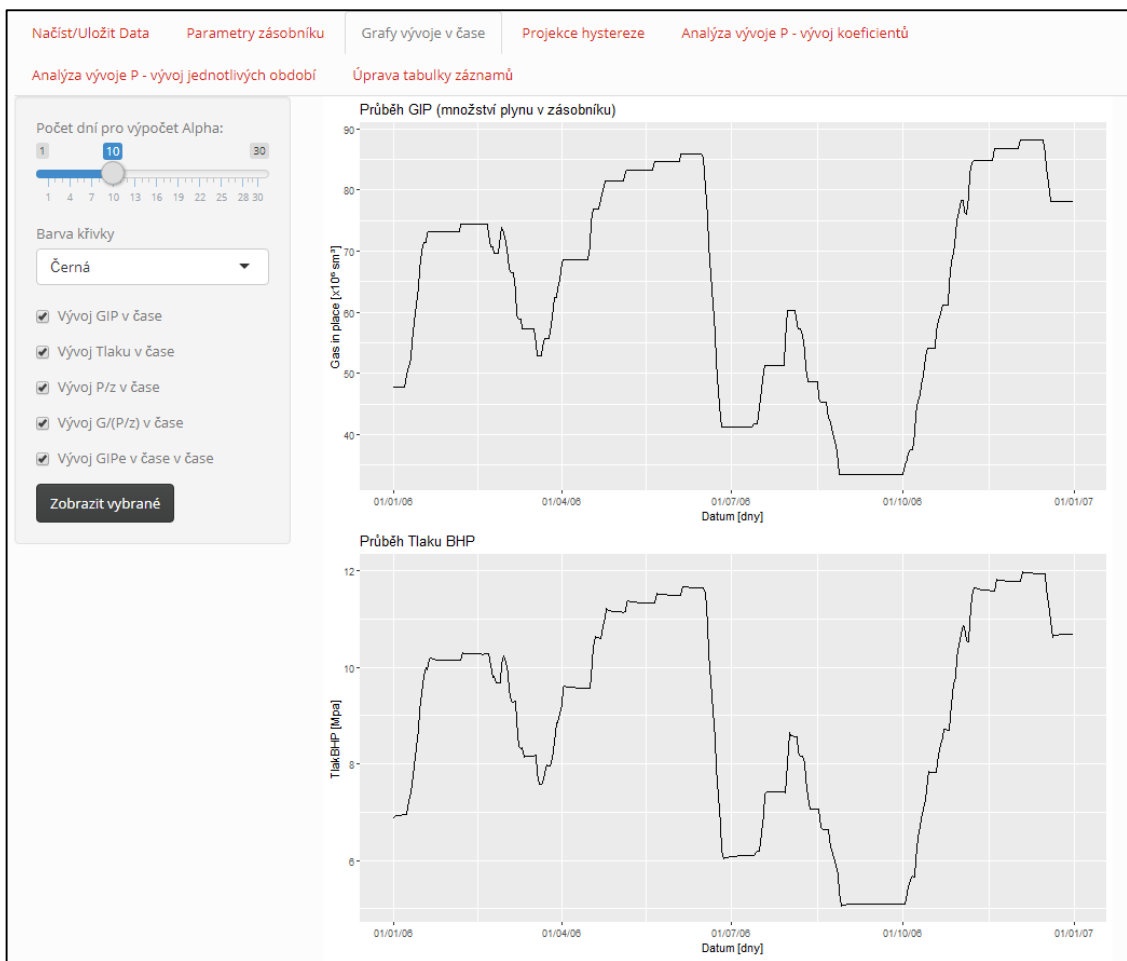 Načíst/Uložit Data Parametry zásobníku Grafy vývoje v čase Projekce hystereze Analýza vývoje P - vývoj koeficientů
Analýza vývoje P - vývoj jednotlivých období Úprava tabulky záznamů
Počet dní pro výpočet Alpha:
1 10 30
1 4 7 10 13 16 19 22 25 28 30
Barva křivky
Černá
Vývoj GIP v čase
Vývoj Tlaku v čase
Vývoj P/z v čase
Vývoj G/(P/z) v čase
Vývoj GIPe v čase v čase
Zobrazit vybrané
Průběh GIP (množství plynu v zásobníku)
Gas in place [x10⁶ sm³]
90
80
70
60
50
40
01/01/06 01/04/06 01/07/06 01/10/06 01/01/07
Datum [dny]
Průběh Tlaku BHP
TlakBHP [Mpa]
12
10
8
6
01/01/06 01/04/06 01/07/06 01/10/06 01/01/07
Datum [dny]